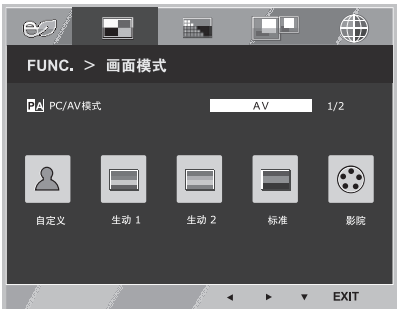 FUNC. > 画面模式
PA PC/AV模式 AV 1/2
自定义 生动 1 生动 2 标准 影院
EXIT